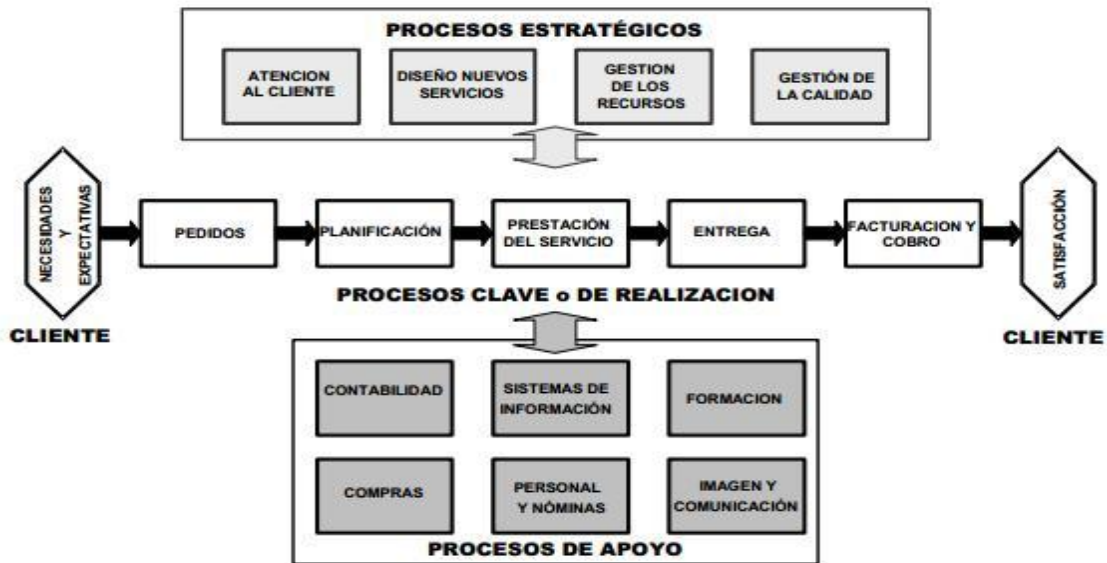 PROCESOS ESTRATÉGICOS
ATENCION
AL CLIENTE
DISEÑO NUEVOS
SERVICIOS
GESTION
DE LOS
RECURSOS
GESTIÓN DE
LA CALIDAD
NECESIDADES
Y
EXPECTATIVAS
CLIENTE
PEDIDOS
PLANIFICACIÓN
PRESTACIÓN
DEL SERVICIO
ENTREGA
FACTURACION Y
COBRO
SATISFACCIÓN
CLIENTE
PROCESOS CLAVE o DE REALIZACION
CONTABILIDAD
SISTEMAS DE
INFORMACIÓN
FORMACION
COMPRAS
PERSONAL
Y NÓMINAS
IMAGEN Y
COMUNICACIÓN
PROCESOS DE APOYO